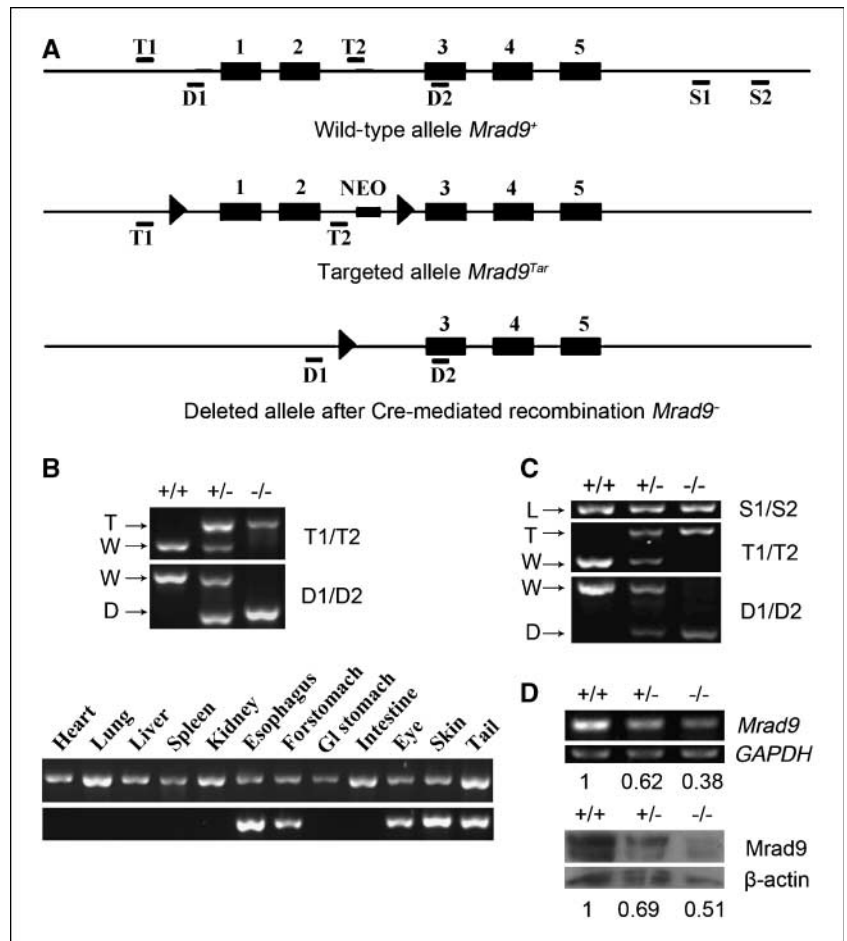 A
T1 1 2 T2 3 4 5
D1 D2 S1 S2
Wild-type allele Mrad9+
1 2 NEO 3 4 5
T1 T2
Targeted allele Mrad9Tar
3 4 5
D1 D2
Deleted allele after Cre-mediated recombination Mrad9-
B
+/+ +/- -/-
T → T1/T2
W →
W → D1/D2
D →
Heart Lung Liver Spleen Kidney Esophagus Forstomach Gl stomach Intestine Eye Skin Tail
C
+/+ +/- -/-
L → S1/S2
T → T1/T2
W →
W → D1/D2
D →
D
+/+ +/- -/-
Mrad9
GAPDH
1 0.62 0.38
+/+ +/- -/-
Mrad9
β-actin
1 0.69 0.51